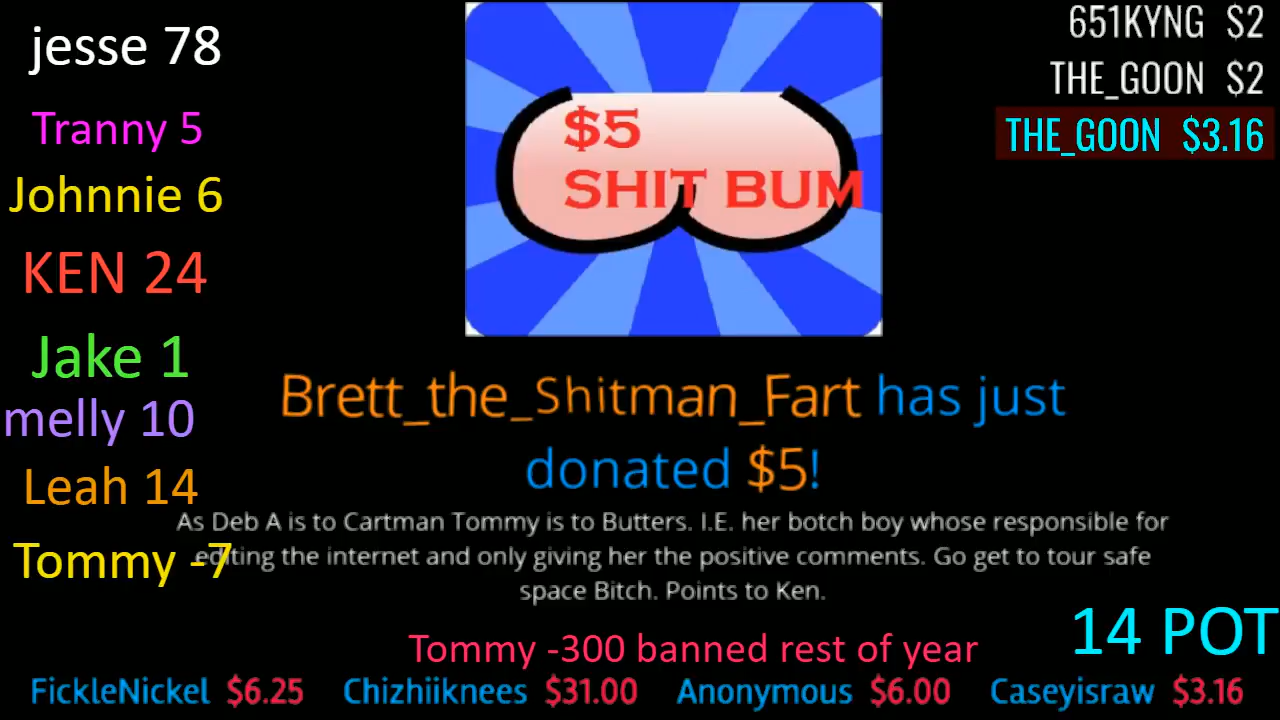 jesse 78
Tranny 5
Johnnie 6
KEN 24
Jake 1
melly 10
Leah 14
Tommy -7
$5
SHIT BUM
651KYNG $2
THE_GOON $2
THE_GOON $3.16
Brett_the_Shitman_Fart has just
donated $5!
As Deb A is to Cartman Tommy is to Butters. I.E. her botch boy whose responsible for
editing the internet and only giving her the positive comments. Go get to tour safe
space Bitch. Points to Ken.
Tommy -300 banned rest of year
14 POT
FickleNickel $6.25 Chizhiiknees $31.00 Anonymous $6.00 Caseyisraw $3.16